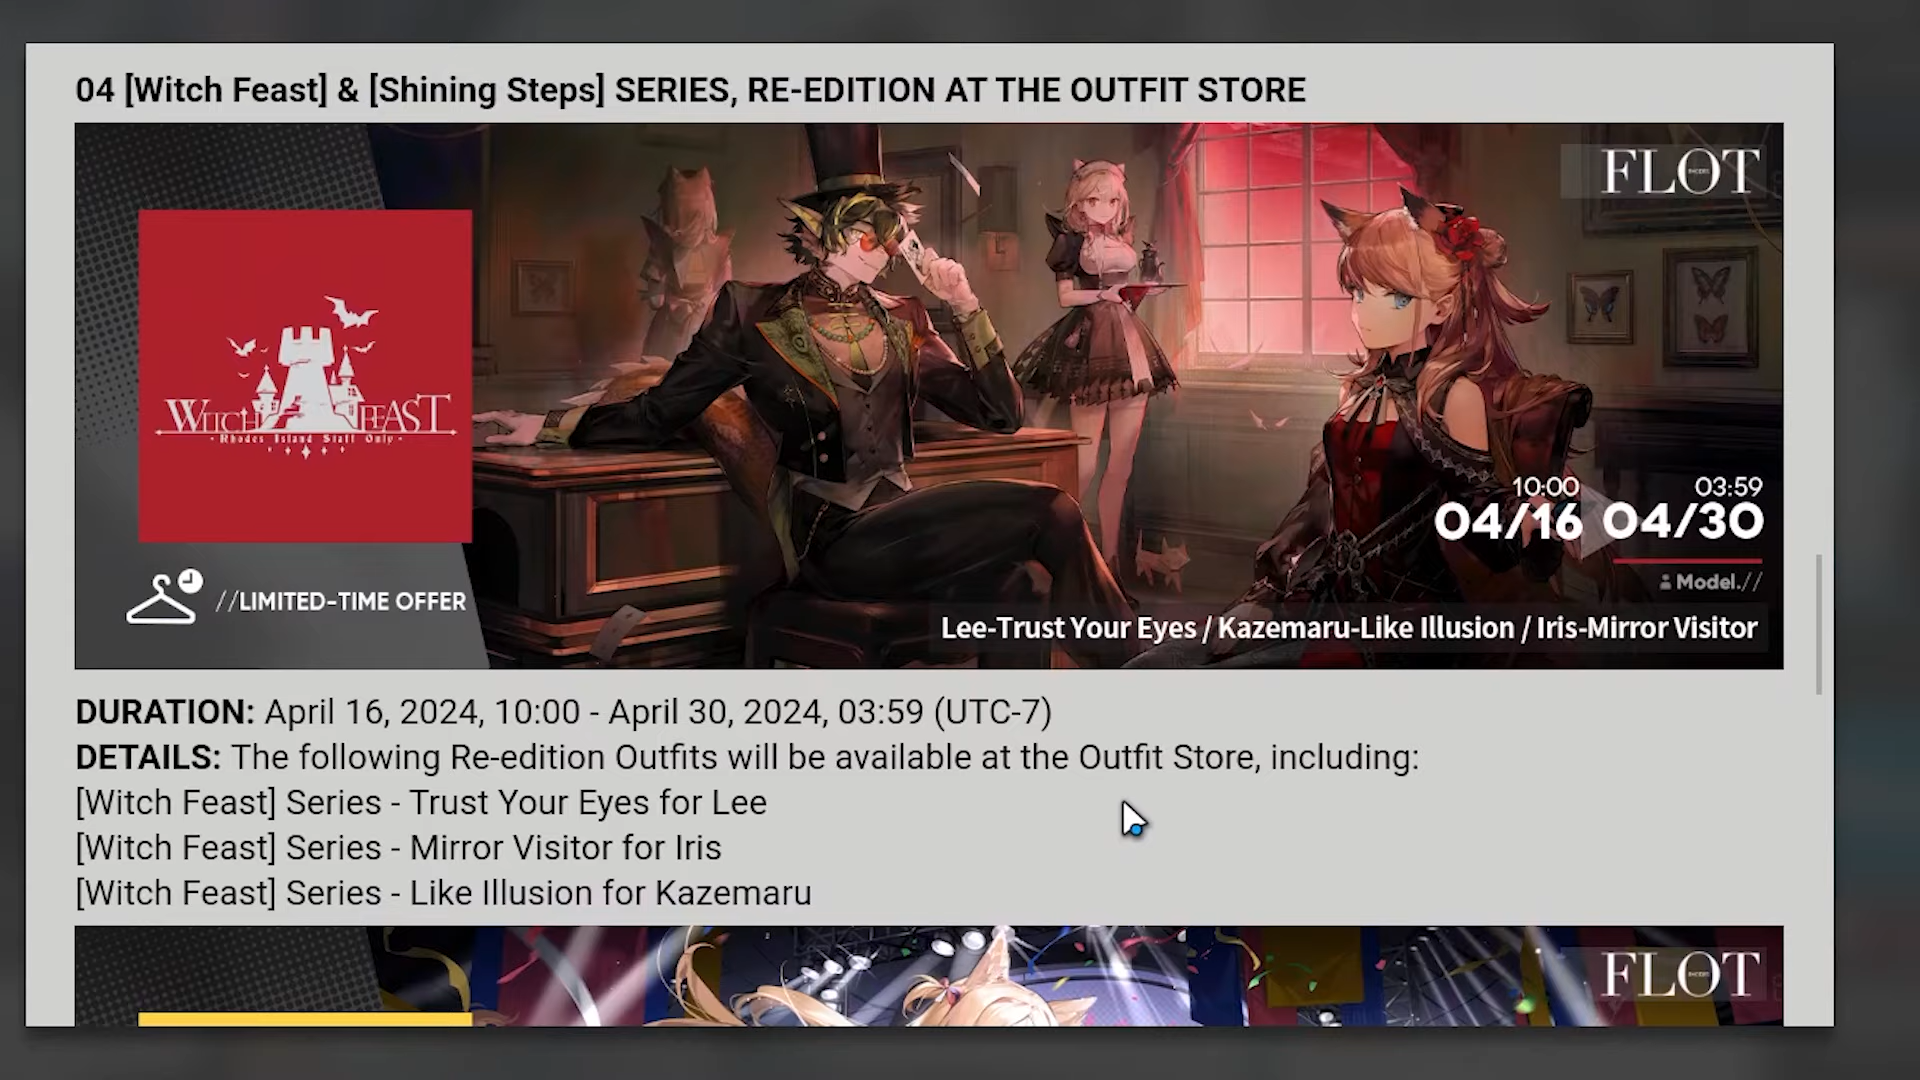 04 [Witch Feast] & [Shining Steps] SERIES, RE-EDITION AT THE OUTFIT STORE
FLOT
WITCH FEAST
Rhodes Island Staff Only
//LIMITED-TIME OFFER
10:00 03:59
04/16 04/30
Model.//
Lee-Trust Your Eyes / Kazemaru-Like Illusion / Iris-Mirror Visitor
DURATION: April 16, 2024, 10:00 - April 30, 2024, 03:59 (UTC-7)
DETAILS: The following Re-edition Outfits will be available at the Outfit Store, including:
[Witch Feast] Series - Trust Your Eyes for Lee
[Witch Feast] Series - Mirror Visitor for Iris
[Witch Feast] Series - Like Illusion for Kazemaru
FLOT